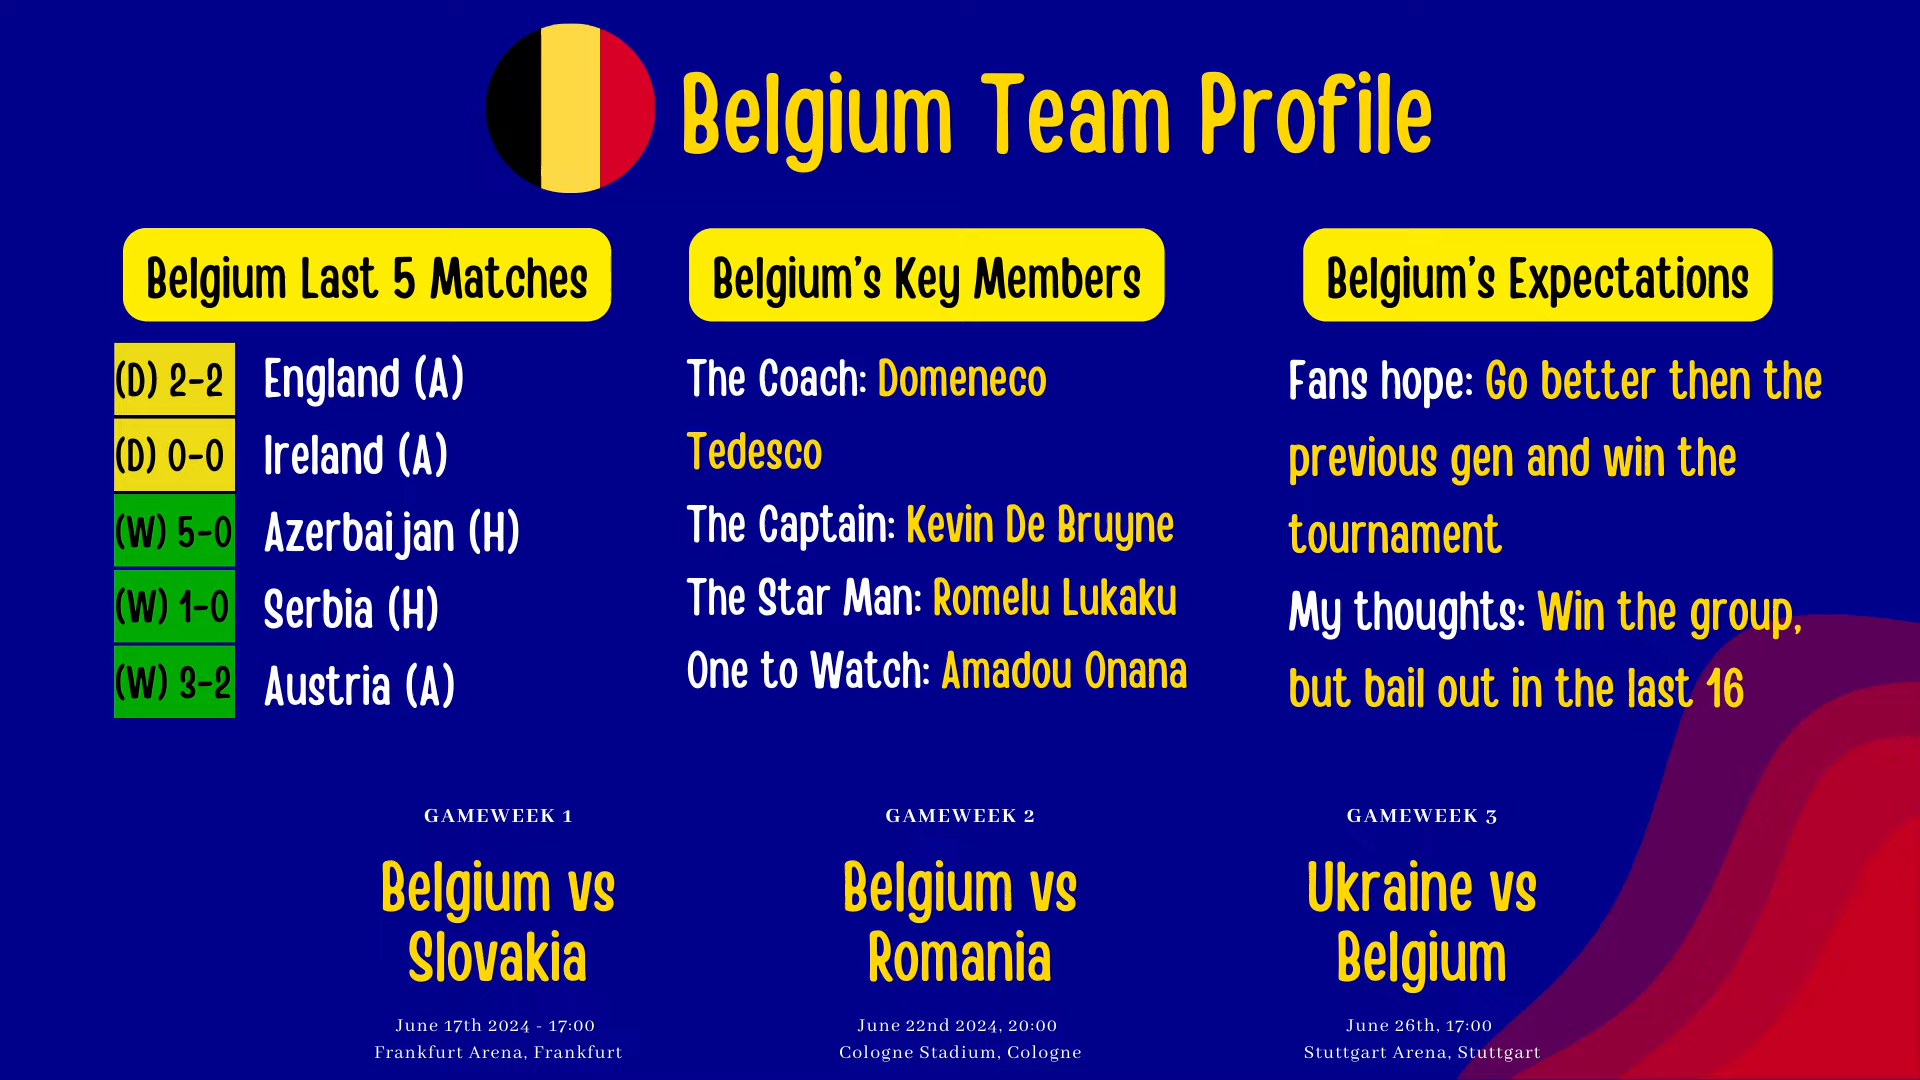 Belgium Team Profile
Belgium Last 5 Matches
(D) 2-2 England (A)
(D) 0-0 Ireland (A)
(W) 5-0 Azerbaijan (H)
(W) 1-0 Serbia (H)
(W) 3-2 Austria (A)
Belgium's Key Members
The Coach: Domeneco
Tedesco
The Captain: Kevin De Bruyne
The Star Man: Romelu Lukaku
One to Watch: Amadou Onana
Belgium's Expectations
Fans hope: Go better then the
previous gen and win the
tournament
My thoughts: Win the group,
but bail out in the last 16
GAMEWEEK 1
Belgium vs
Slovakia
June 17th 2024 - 17:00
Frankfurt Arena, Frankfurt
GAMEWEEK 2
Belgium vs
Romania
June 22nd 2024, 20:00
Cologne Stadium, Cologne
GAMEWEEK 3
Ukraine vs
Belgium
June 26th, 17:00
Stuttgart Arena, Stuttgart